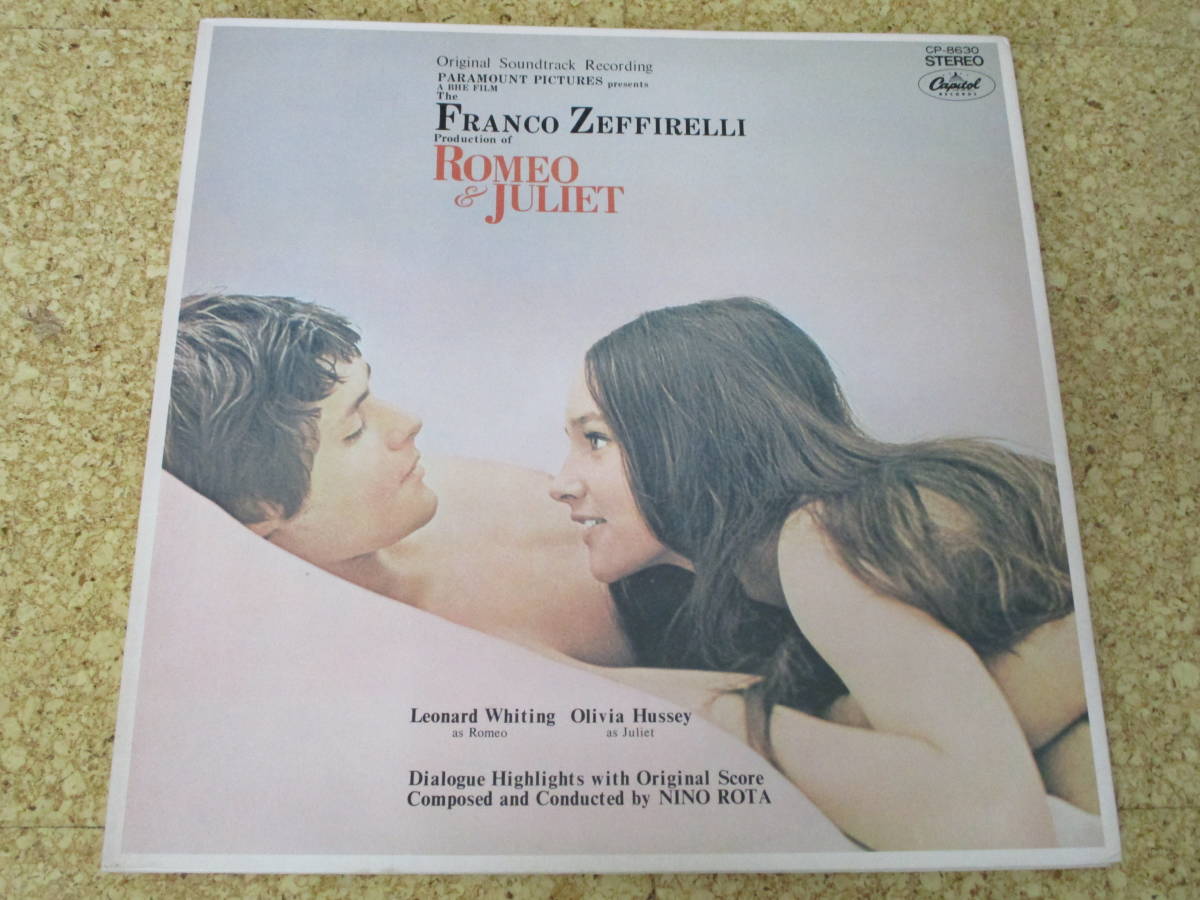 Original Soundtrack Recording
PARAMOUNT PICTURES presents
A BHE FILM
The
FRANCO ZEFFIRELLI
Production of
ROMEO
& JULIET
CP-8630
STEREO
Capitol
RECORDS
Leonard Whiting Olivia Hussey
as Romeo as Juliet
Dialogue Highlights with Original Score
Composed and Conducted by NINO ROTA